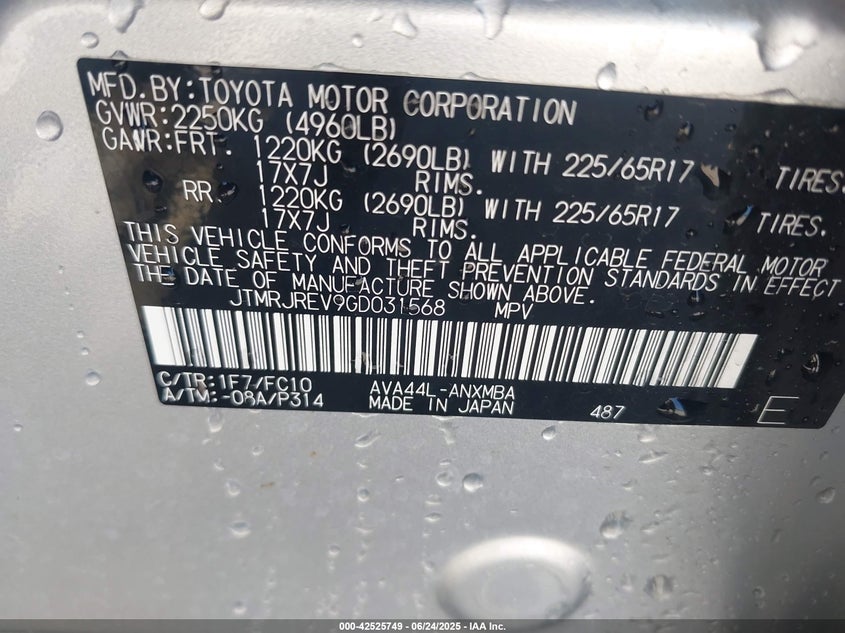 MFD.BY:TOYOTA MOTOR CORPORATION
GVWR:2250KG (4960LB)
GAWR:FRT. 1220KG (2690LB) WITH 225/65R17 TIRES.
17X7J RIMS.
RR 1220KG (2690LB) WITH 225/65R17 TIRES.
17X7J RIMS.
THIS VEHICLE CONFORMS TO ALL APPLICABLE FEDERAL MOTOR
VEHICLE SAFETY AND THEFT PREVENTION STANDARDS IN EFFECT
THE DATE OF MANUFACTURE SHOWN ABOVE.
JTMRJREV9GD031568 MPV
C/TR:1F7/FC10 AVA44L-ANXMBA
A/TM:-08A/P314 MADE IN JAPAN 487 E
000-42525749 - 06/24/2025 - IAA Inc.